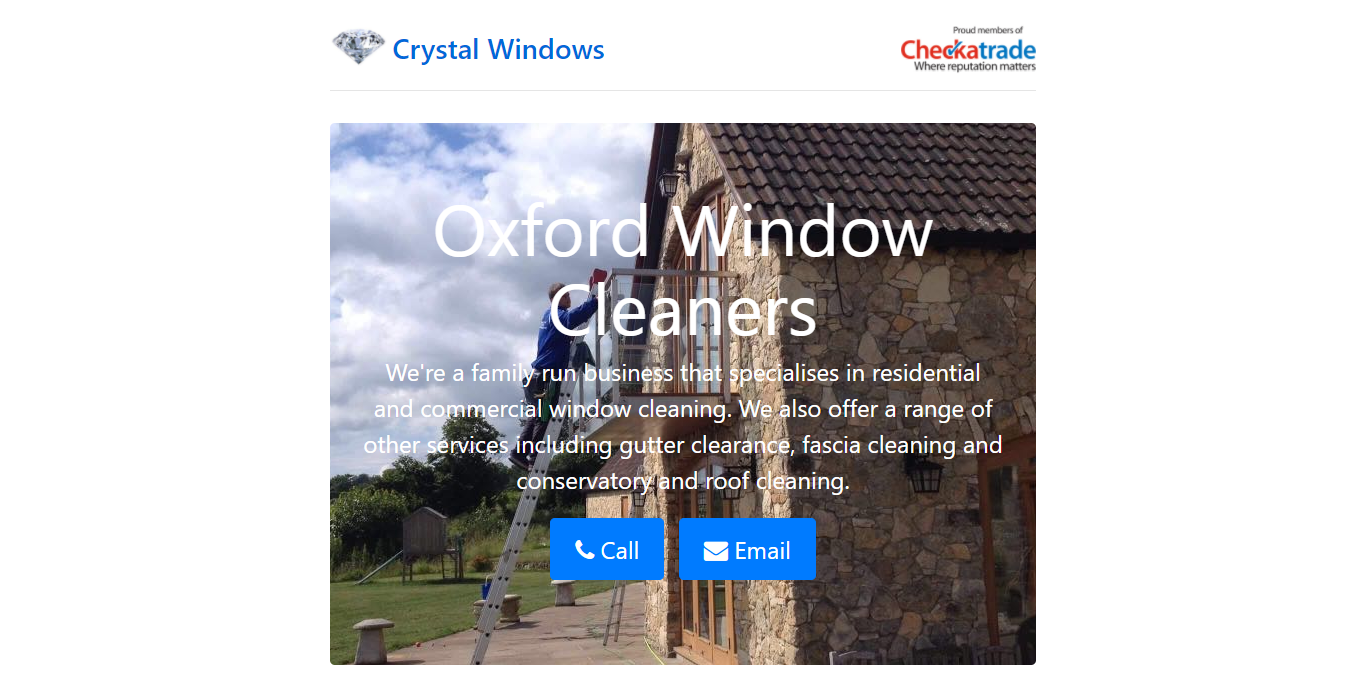 Crystal Windows
Proud members of
Checkatrade
Where reputation matters
Oxford Window
Cleaners
We're a family run business that specialises in residential
and commercial window cleaning. We also offer a range of
other services including gutter clearance, fascia cleaning and
conservatory and roof cleaning.
Call
Email